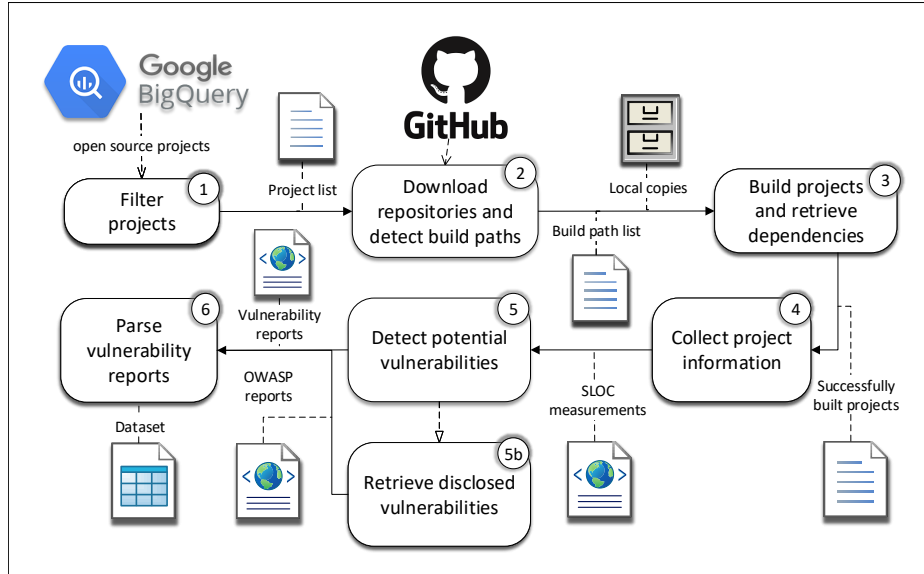 Google
BigQuery
GitHub
open source projects
1
Filter
projects
Project list
2
Download
repositories and
detect build paths
Local copies
Build path list
3
Build projects
and retrieve
dependencies
6
Parse
vulnerability
reports
Vulnerability
reports
OWASP
reports
5
Detect potential
vulnerabilities
4
Collect project
information
SLOC
measurements
Successfully
built projects
Dataset
5b
Retrieve disclosed
vulnerabilities